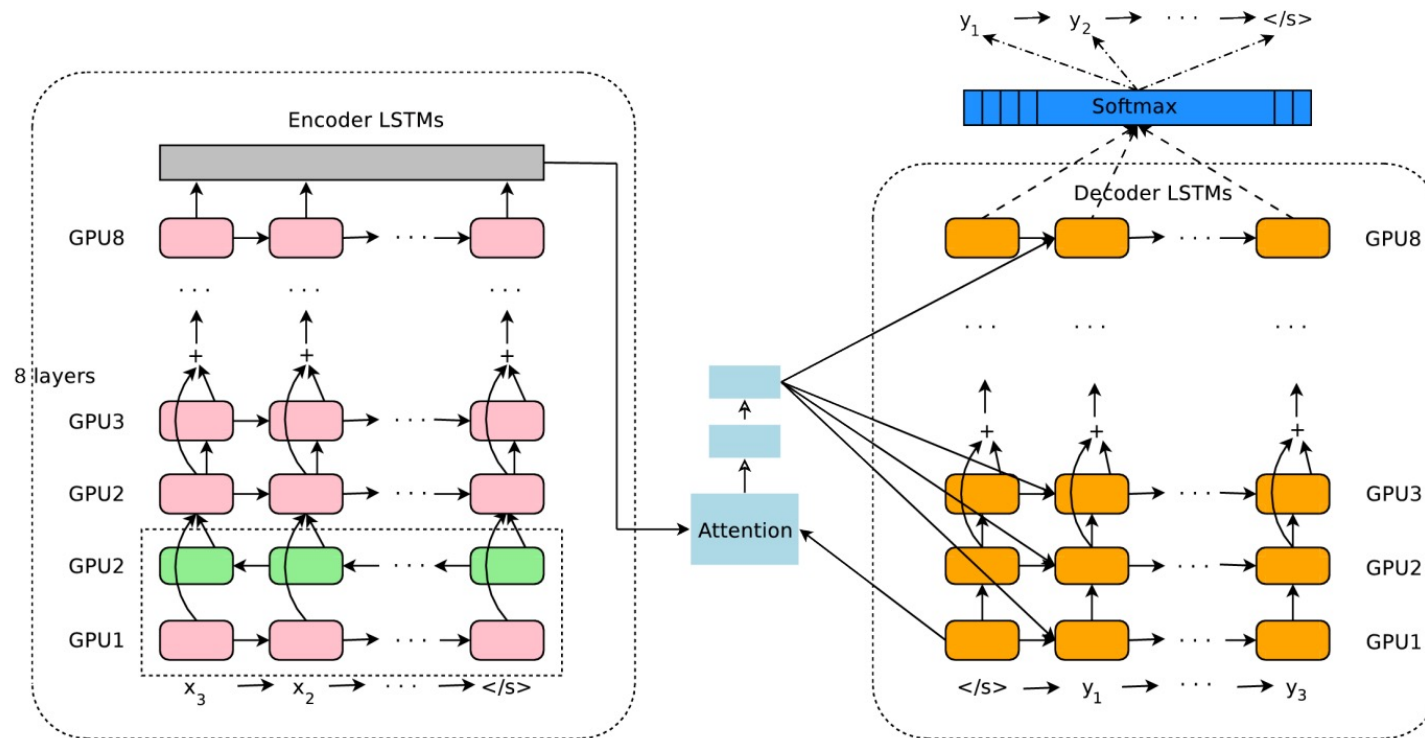 y1 → y2 → · · · → </s>
Softmax
Encoder LSTMs
Decoder LSTMs
GPU8
GPU8
· · ·
· · ·
+ + +
8 layers
GPU3
+ + +
GPU2
GPU3
Attention
GPU2
GPU2
GPU1
GPU1
x3 → x2 → · · · → </s>
</s> → y1 → · · · → y3